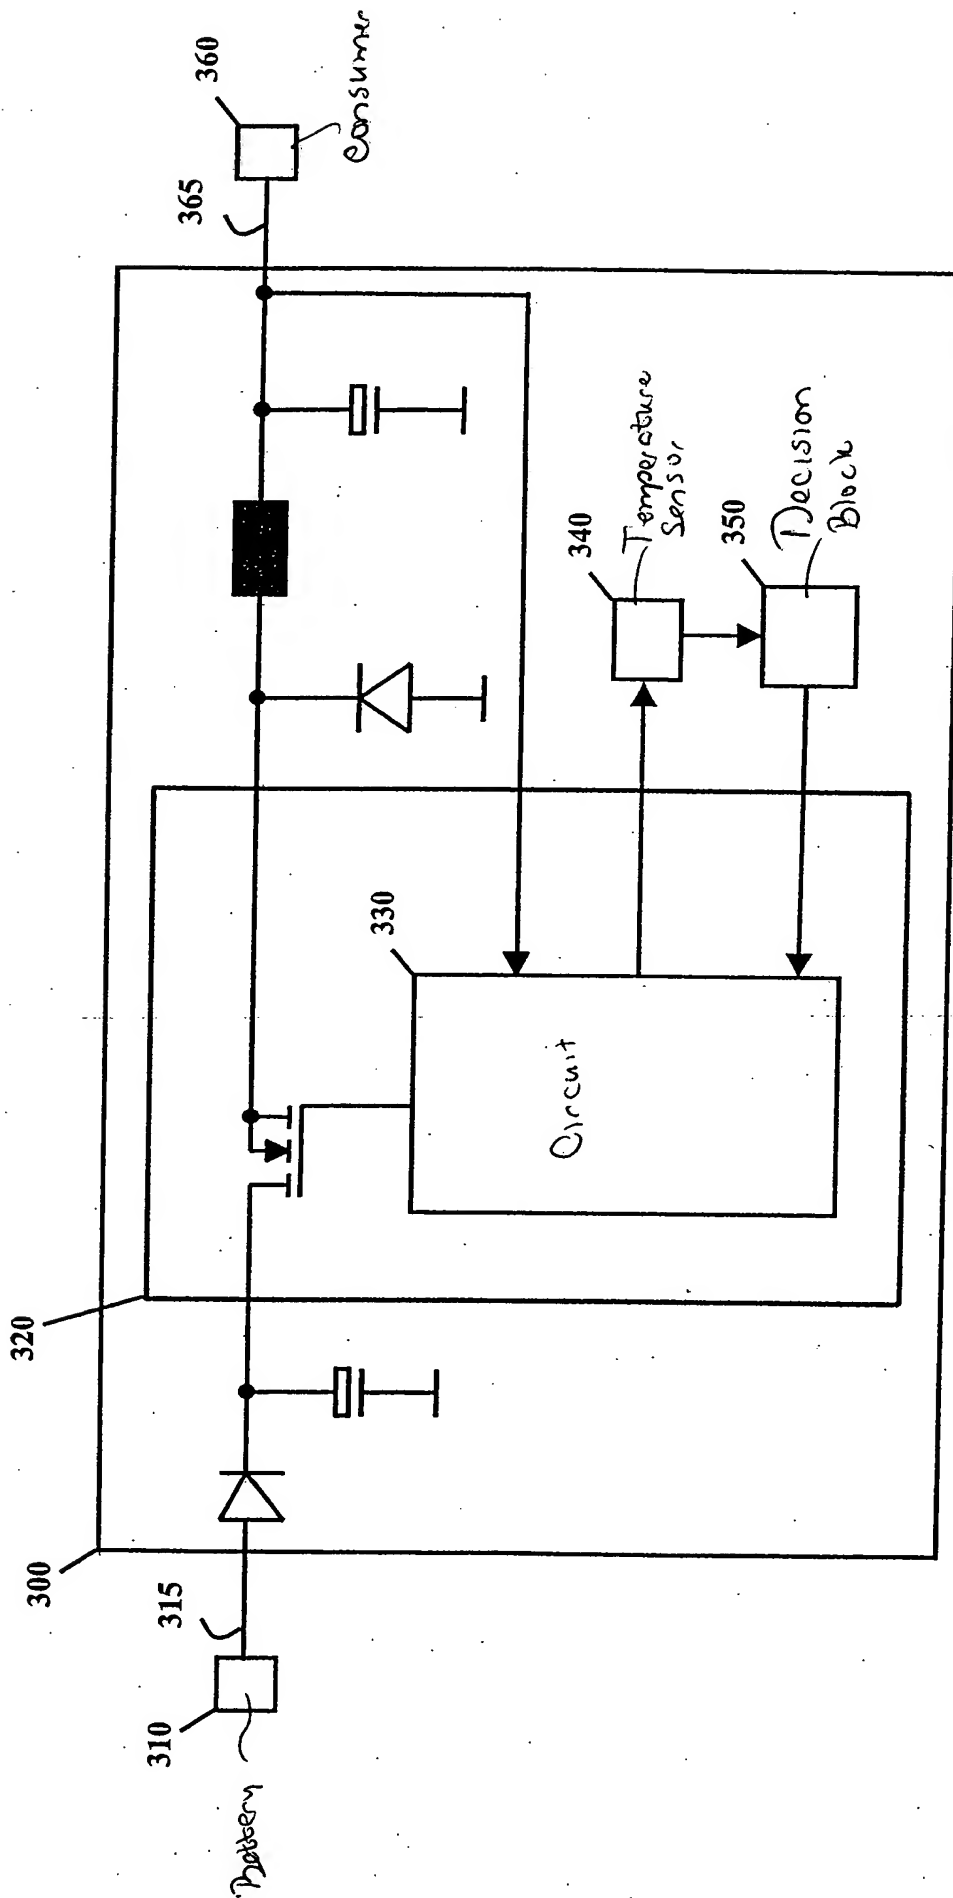 300
310
Battery
315
320
330
Circuit
340
Temperature
Sensor
350
Decision
Block
365
360
Consumer